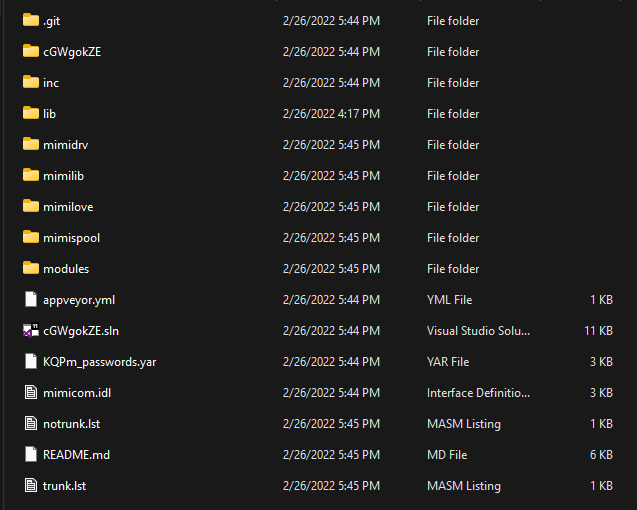 .git 2/26/2022 5:44 PM File folder
cGWgokZE 2/26/2022 5:44 PM File folder
inc 2/26/2022 5:44 PM File folder
lib 2/26/2022 4:17 PM File folder
mimidrv 2/26/2022 5:45 PM File folder
mimilib 2/26/2022 5:45 PM File folder
mimilove 2/26/2022 5:45 PM File folder
mimispool 2/26/2022 5:45 PM File folder
modules 2/26/2022 5:45 PM File folder
appveyor.yml 2/26/2022 5:44 PM YML File 1 KB
cGWgokZE.sln 2/26/2022 5:44 PM Visual Studio Solu... 11 KB
KQPm_passwords.yar 2/26/2022 5:44 PM YAR File 3 KB
mimicom.idl 2/26/2022 5:44 PM Interface Definitio... 3 KB
notrunk.lst 2/26/2022 5:45 PM MASM Listing 1 KB
README.md 2/26/2022 5:44 PM MD File 6 KB
trunk.lst 2/26/2022 5:45 PM MASM Listing 1 KB